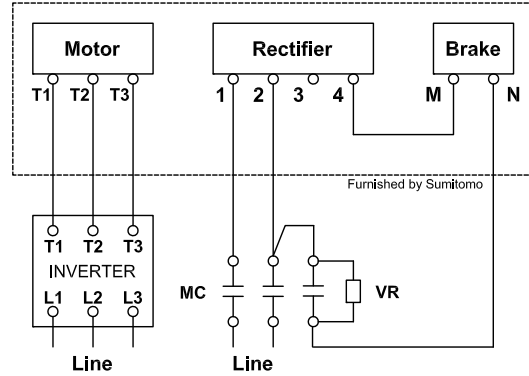 Motor Rectifier Brake
T1 T2 T3 1 2 3 4 M N
Furnished by Sumitomo
T1 T2 T3
INVERTER
L1 L2 L3
MC VR
Line Line